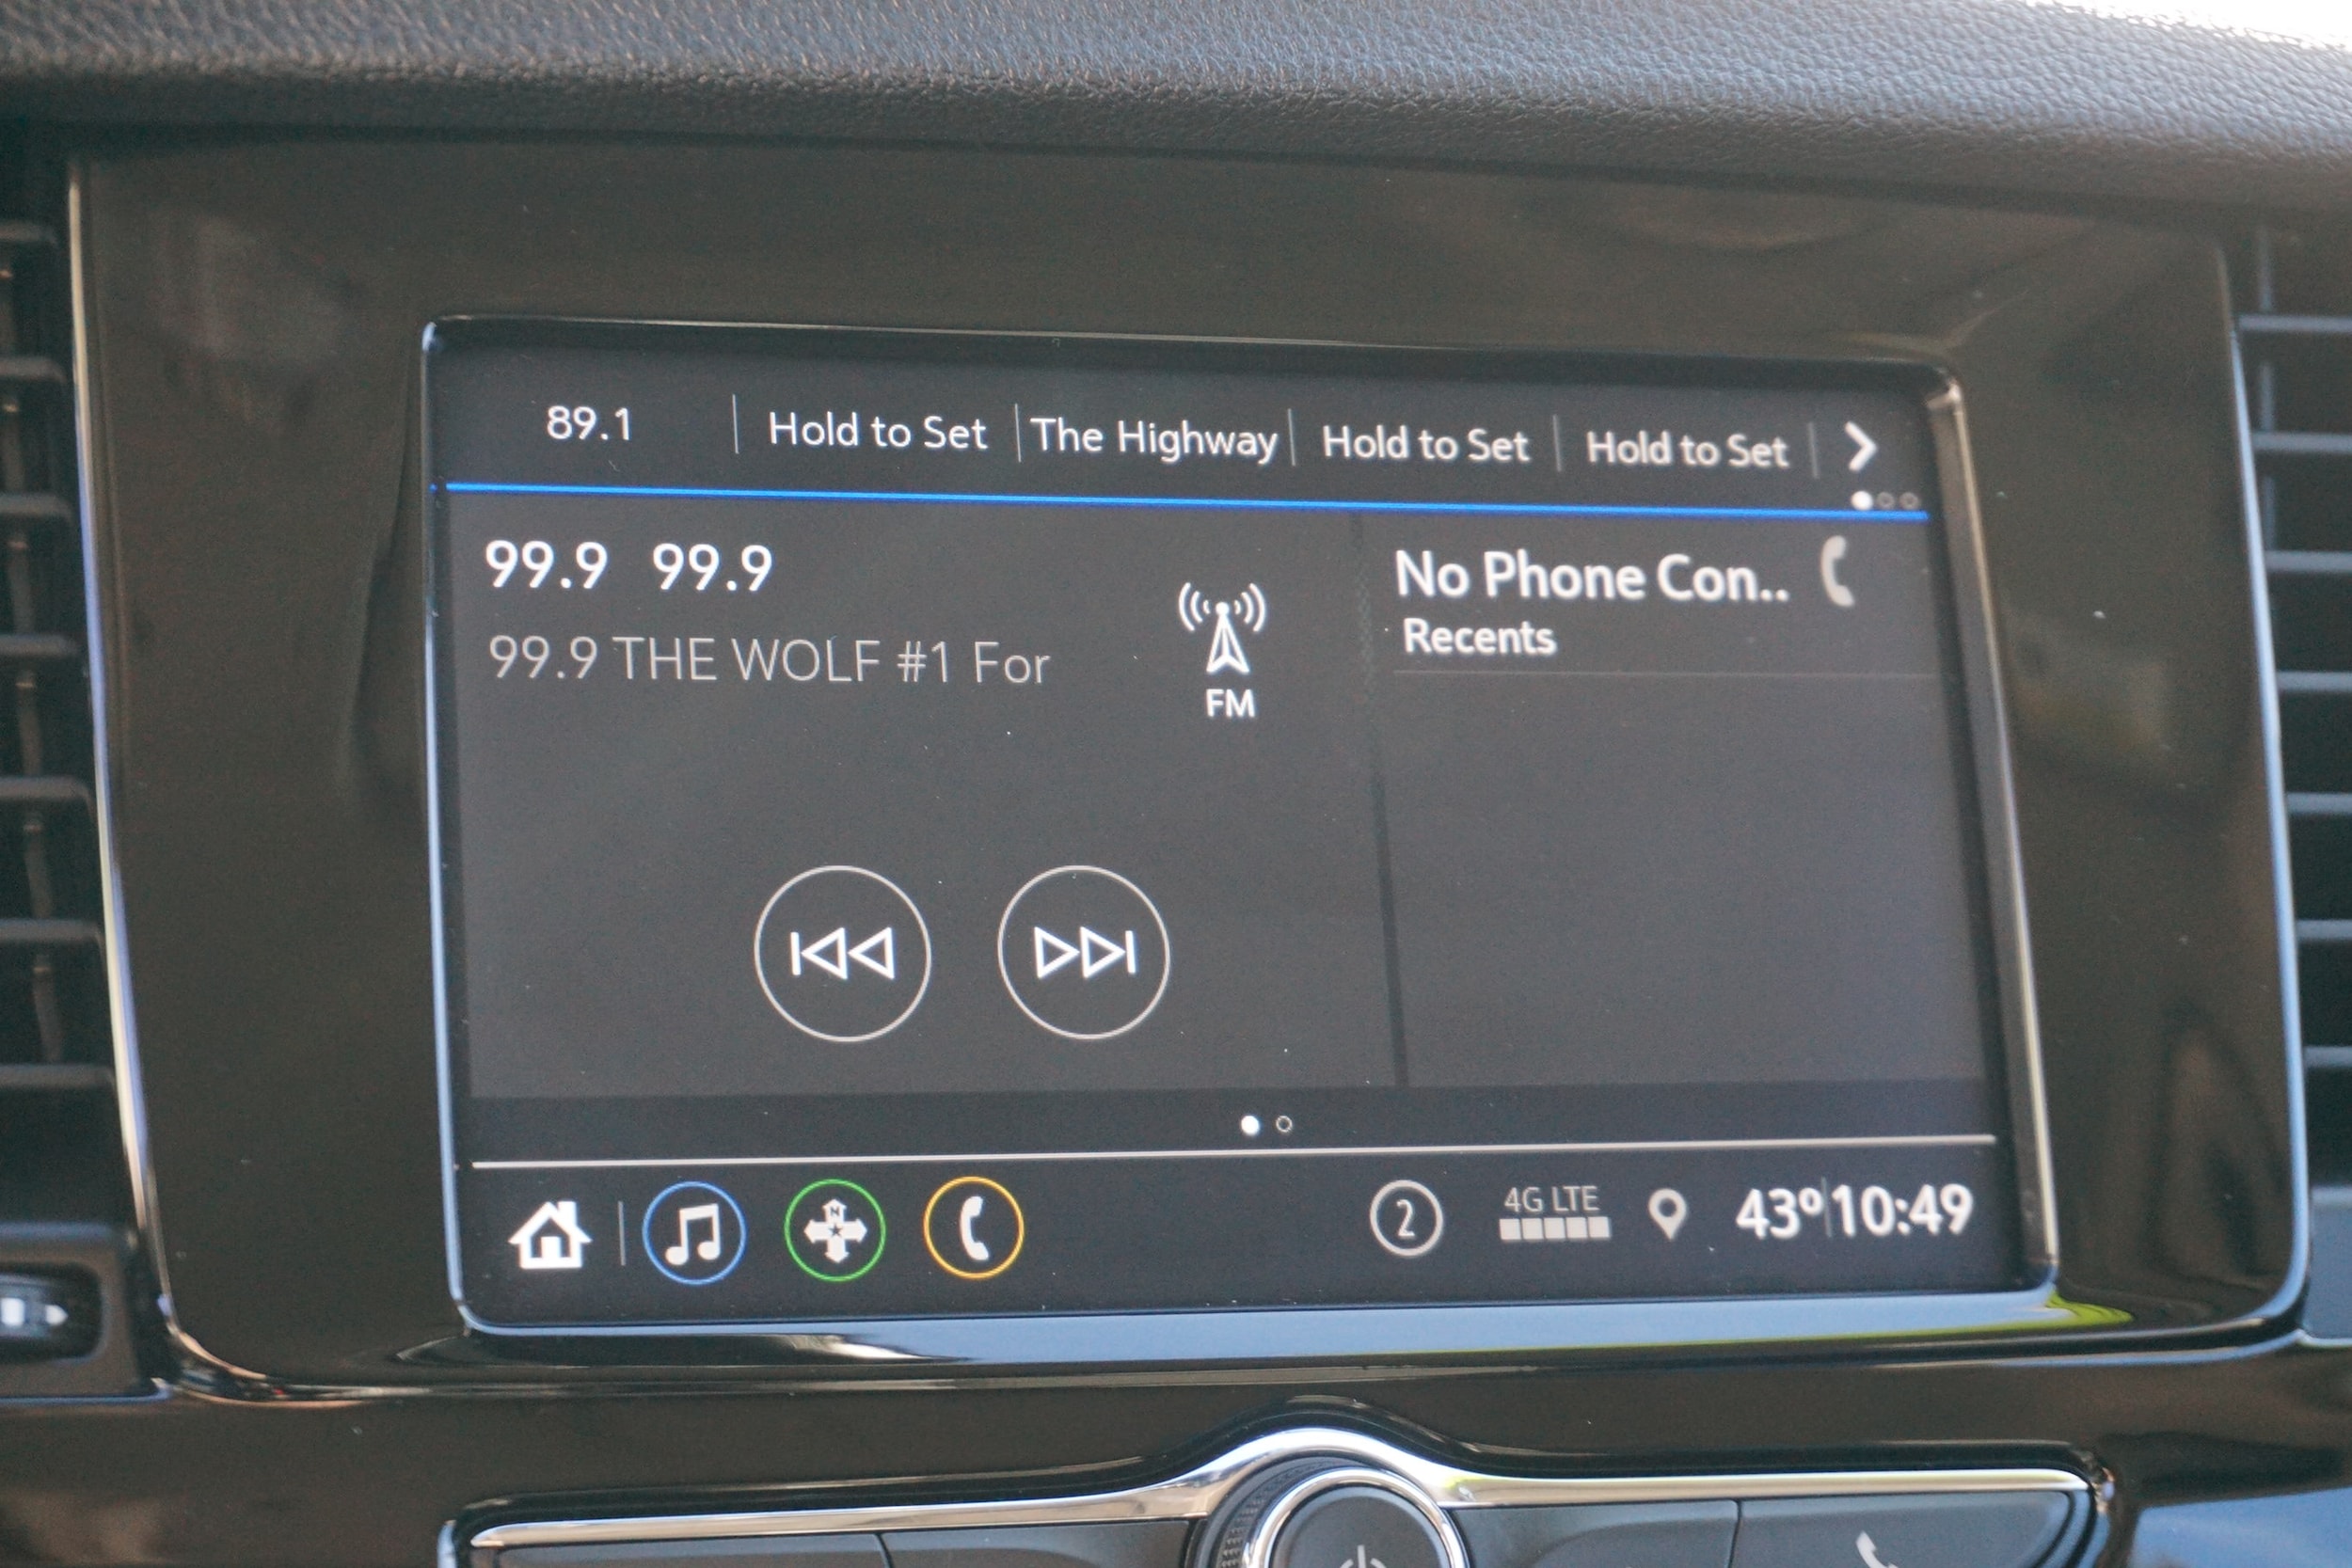 89.1 Hold to Set The Highway Hold to Set Hold to Set
99.9 99.9
99.9 THE WOLF #1 For
FM
No Phone Con..
Recents
N
2 4G LTE 43° 10:49